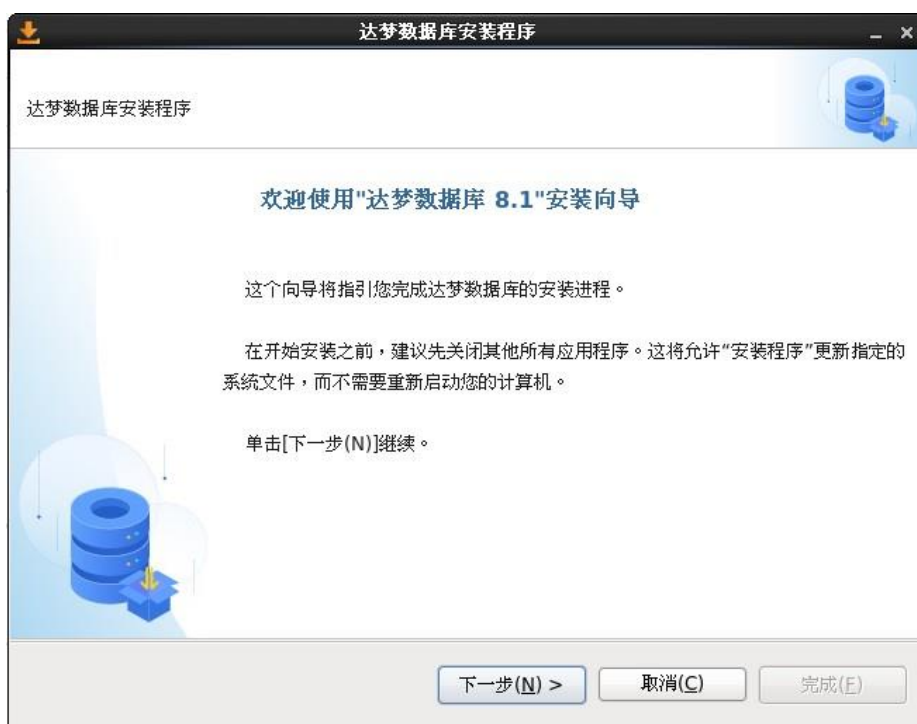 达梦数据库安装程序
达梦数据库安装程序
欢迎使用"达梦数据库 8.1"安装向导
这个向导将指引您完成达梦数据库的安装进程。
在开始安装之前，建议先关闭其他所有应用程序。这将允许“安装程序”更新指定的
系统文件，而不需要重新启动您的计算机。
单击[下一步(N)]继续。
下一步(N) > 取消(C) 完成(F)